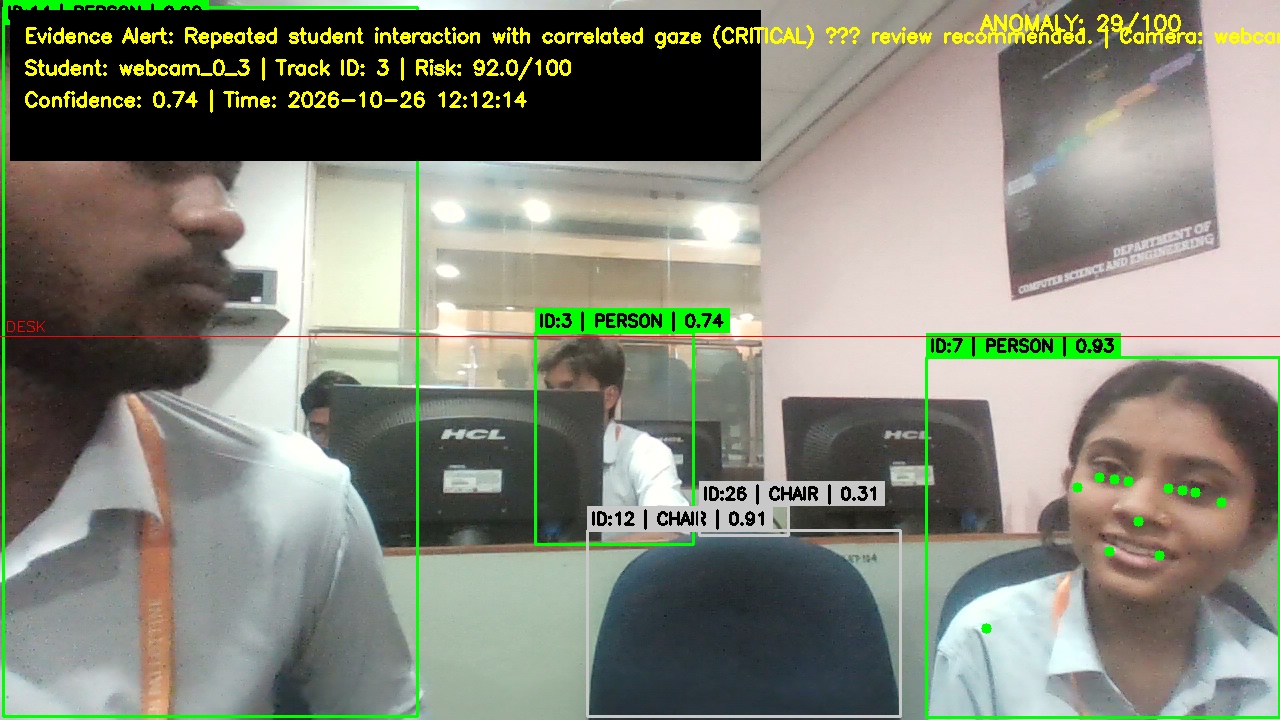 PERSON
ANOMALY: 29/100
Evidence Alert: Repeated student interaction with correlated gaze (CRITICAL) ??? review recommended. | Camera: webcam
Student: webcam_0_3 | Track ID: 3 | Risk: 92.0/100
Confidence: 0.74 | Time: 2026-10-26 12:12:14
DEPARTMENT OF
COMPUTER SCIENCE AND ENGINEERING
DESK
ID:3 | PERSON | 0.74
ID:7 | PERSON | 0.93
HCL
HCL
HCL
ID:26 | CHAIR | 0.31
ID:12 | CHAIR | 0.91